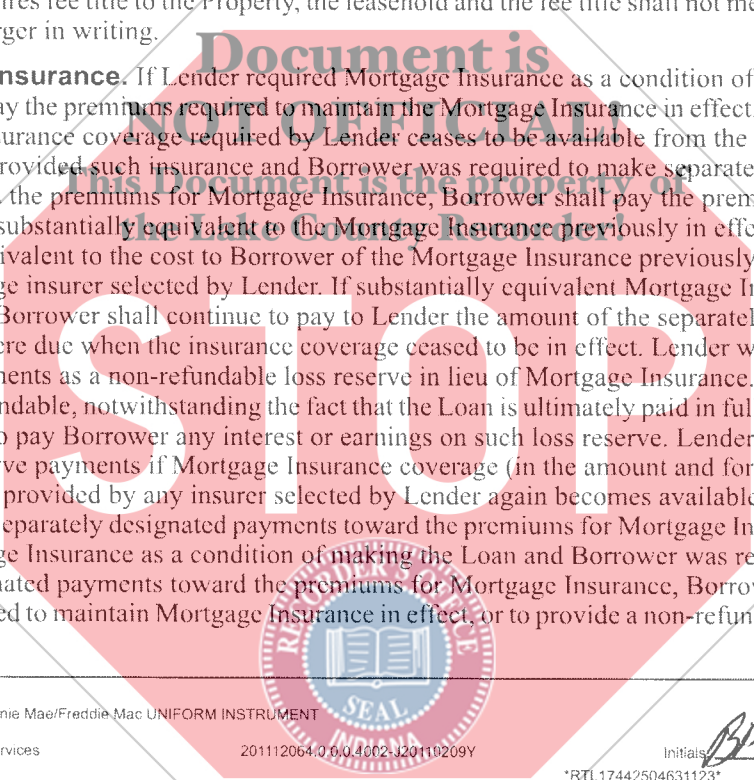 ires fee title to the Property, the leasehold and the fee title shall not me
rger in writing.
Document is
nsurance. If Lender required Mortgage Insurance as a condition of
ay the premiums required to maintain the Mortgage Insurance in effect.
NOT OFFICIAL!
surance coverage required by Lender ceases to be available from the
rovided such insurance and Borrower was required to make separate
This Document is the property of
the premiums for Mortgage Insurance, Borrower shall pay the prem
substantially equivalent to the Mortgage Insurance previously in effe
the Lake County Recorder!
ivalent to the cost to Borrower of the Mortgage Insurance previously
ge insurer selected by Lender. If substantially equivalent Mortgage I
Borrower shall continue to pay to Lender the amount of the separatel
ere due when the insurance coverage ceased to be in effect. Lender w
STOP
nents as a non-refundable loss reserve in lieu of Mortgage Insurance.
ndable, notwithstanding the fact that the Loan is ultimately paid in ful
o pay Borrower any interest or earnings on such loss reserve. Lender
ve payments if Mortgage Insurance coverage (in the amount and for
provided by any insurer selected by Lender again becomes available
eparately designated payments toward the premiums for Mortgage In
ge Insurance as a condition of making the Loan and Borrower was re
nated payments toward the premiums for Mortgage Insurance, Borro
ed to maintain Mortgage Insurance in effect, or to provide a non-refun
RECORDER'S OFFICE
SEAL
INDIANA
nie Mae/Freddie Mac UNIFORM INSTRUMENT
rvices 201112064.0.0.0.4002-J20110209Y Initials
*RTL17442504631123*